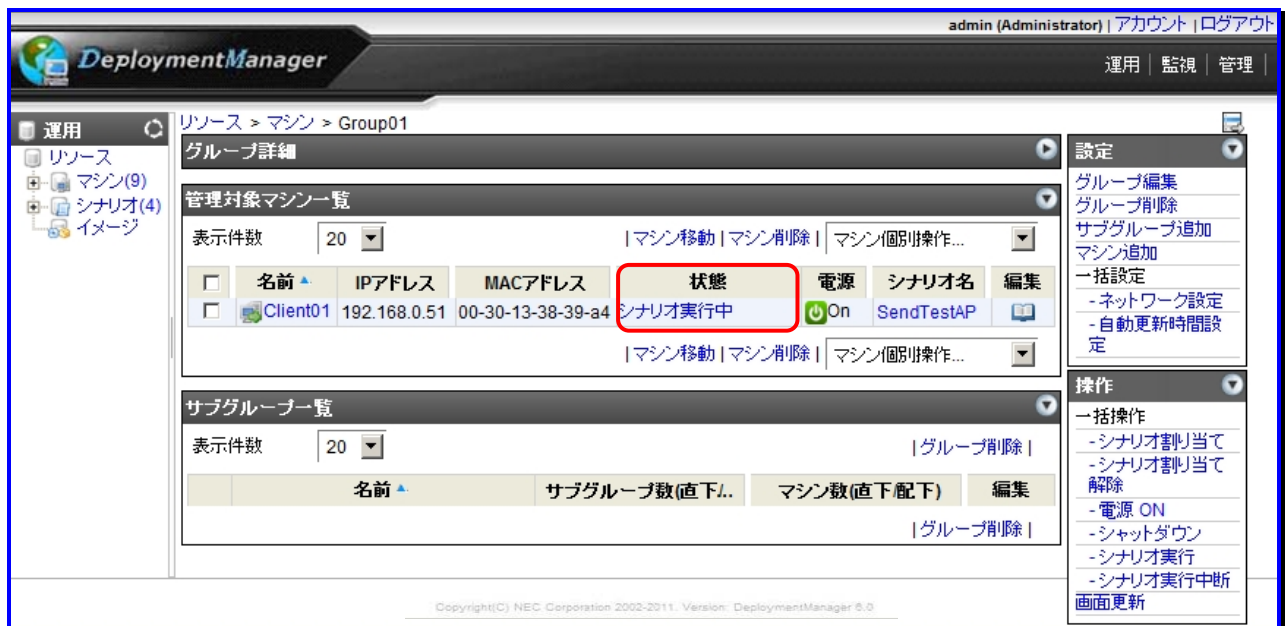 admin (Administrator) | アカウント | ログアウト
DeploymentManager
運用 | 監視 | 管理 |
運用
リソース
マシン(9)
シナリオ(4)
イメージ
リソース > マシン > Group01
グループ詳細
管理対象マシン一覧
表示件数 20 | マシン移動 | マシン削除 | マシン個別操作...
名前 IPアドレス MACアドレス 状態 電源 シナリオ名 編集
Client01 192.168.0.51 00-30-13-38-39-a4 シナリオ実行中 On SendTestAP
| マシン移動 | マシン削除 | マシン個別操作...
サブグループ一覧
表示件数 20 | グループ削除 |
名前 サブグループ数(直下/.. マシン数(直下/配下) 編集
| グループ削除 |
設定
グループ編集
グループ削除
サブグループ追加
マシン追加
一括設定
- ネットワーク設定
- 自動更新時間設
定
操作
一括操作
- シナリオ割り当て
- シナリオ割り当て
解除
- 電源 ON
- シャットダウン
- シナリオ実行
- シナリオ実行中断
画面更新
Copyright(C) NEC Corporation 2002-2011. Version: DeploymentManager 6.0